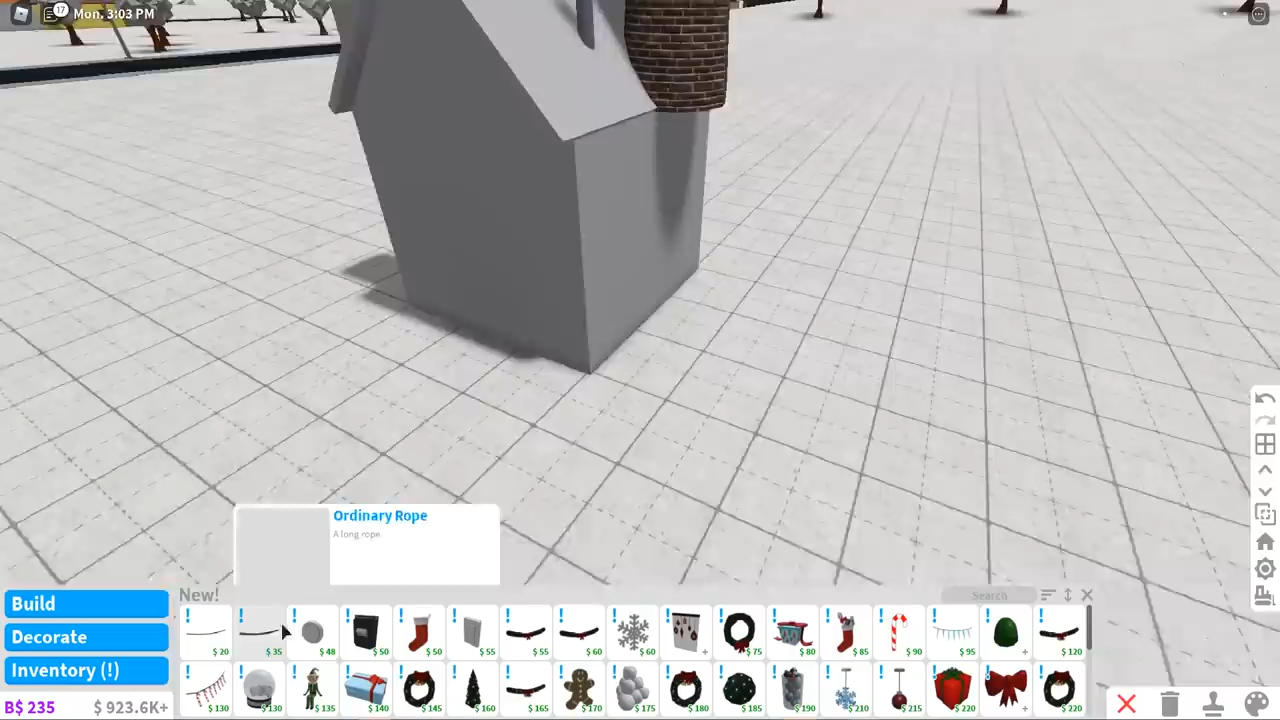 17 Mon, 3:03 PM
Ordinary Rope
A long rope
Build
Decorate
Inventory (!)
B$ 235 $ 923.6K+
New!
Search
$ 20 $ 35 $ 48 $ 50 $ 50 $ 55 $ 55 $ 60 $ 60 + $ 75 $ 80 $ 85 $ 90 $ 95 + $ 120
$ 130 $ 130 $ 135 $ 140 $ 145 $ 160 $ 165 $ 170 $ 175 $ 180 $ 185 $ 190 $ 210 $ 215 $ 220 + $ 220